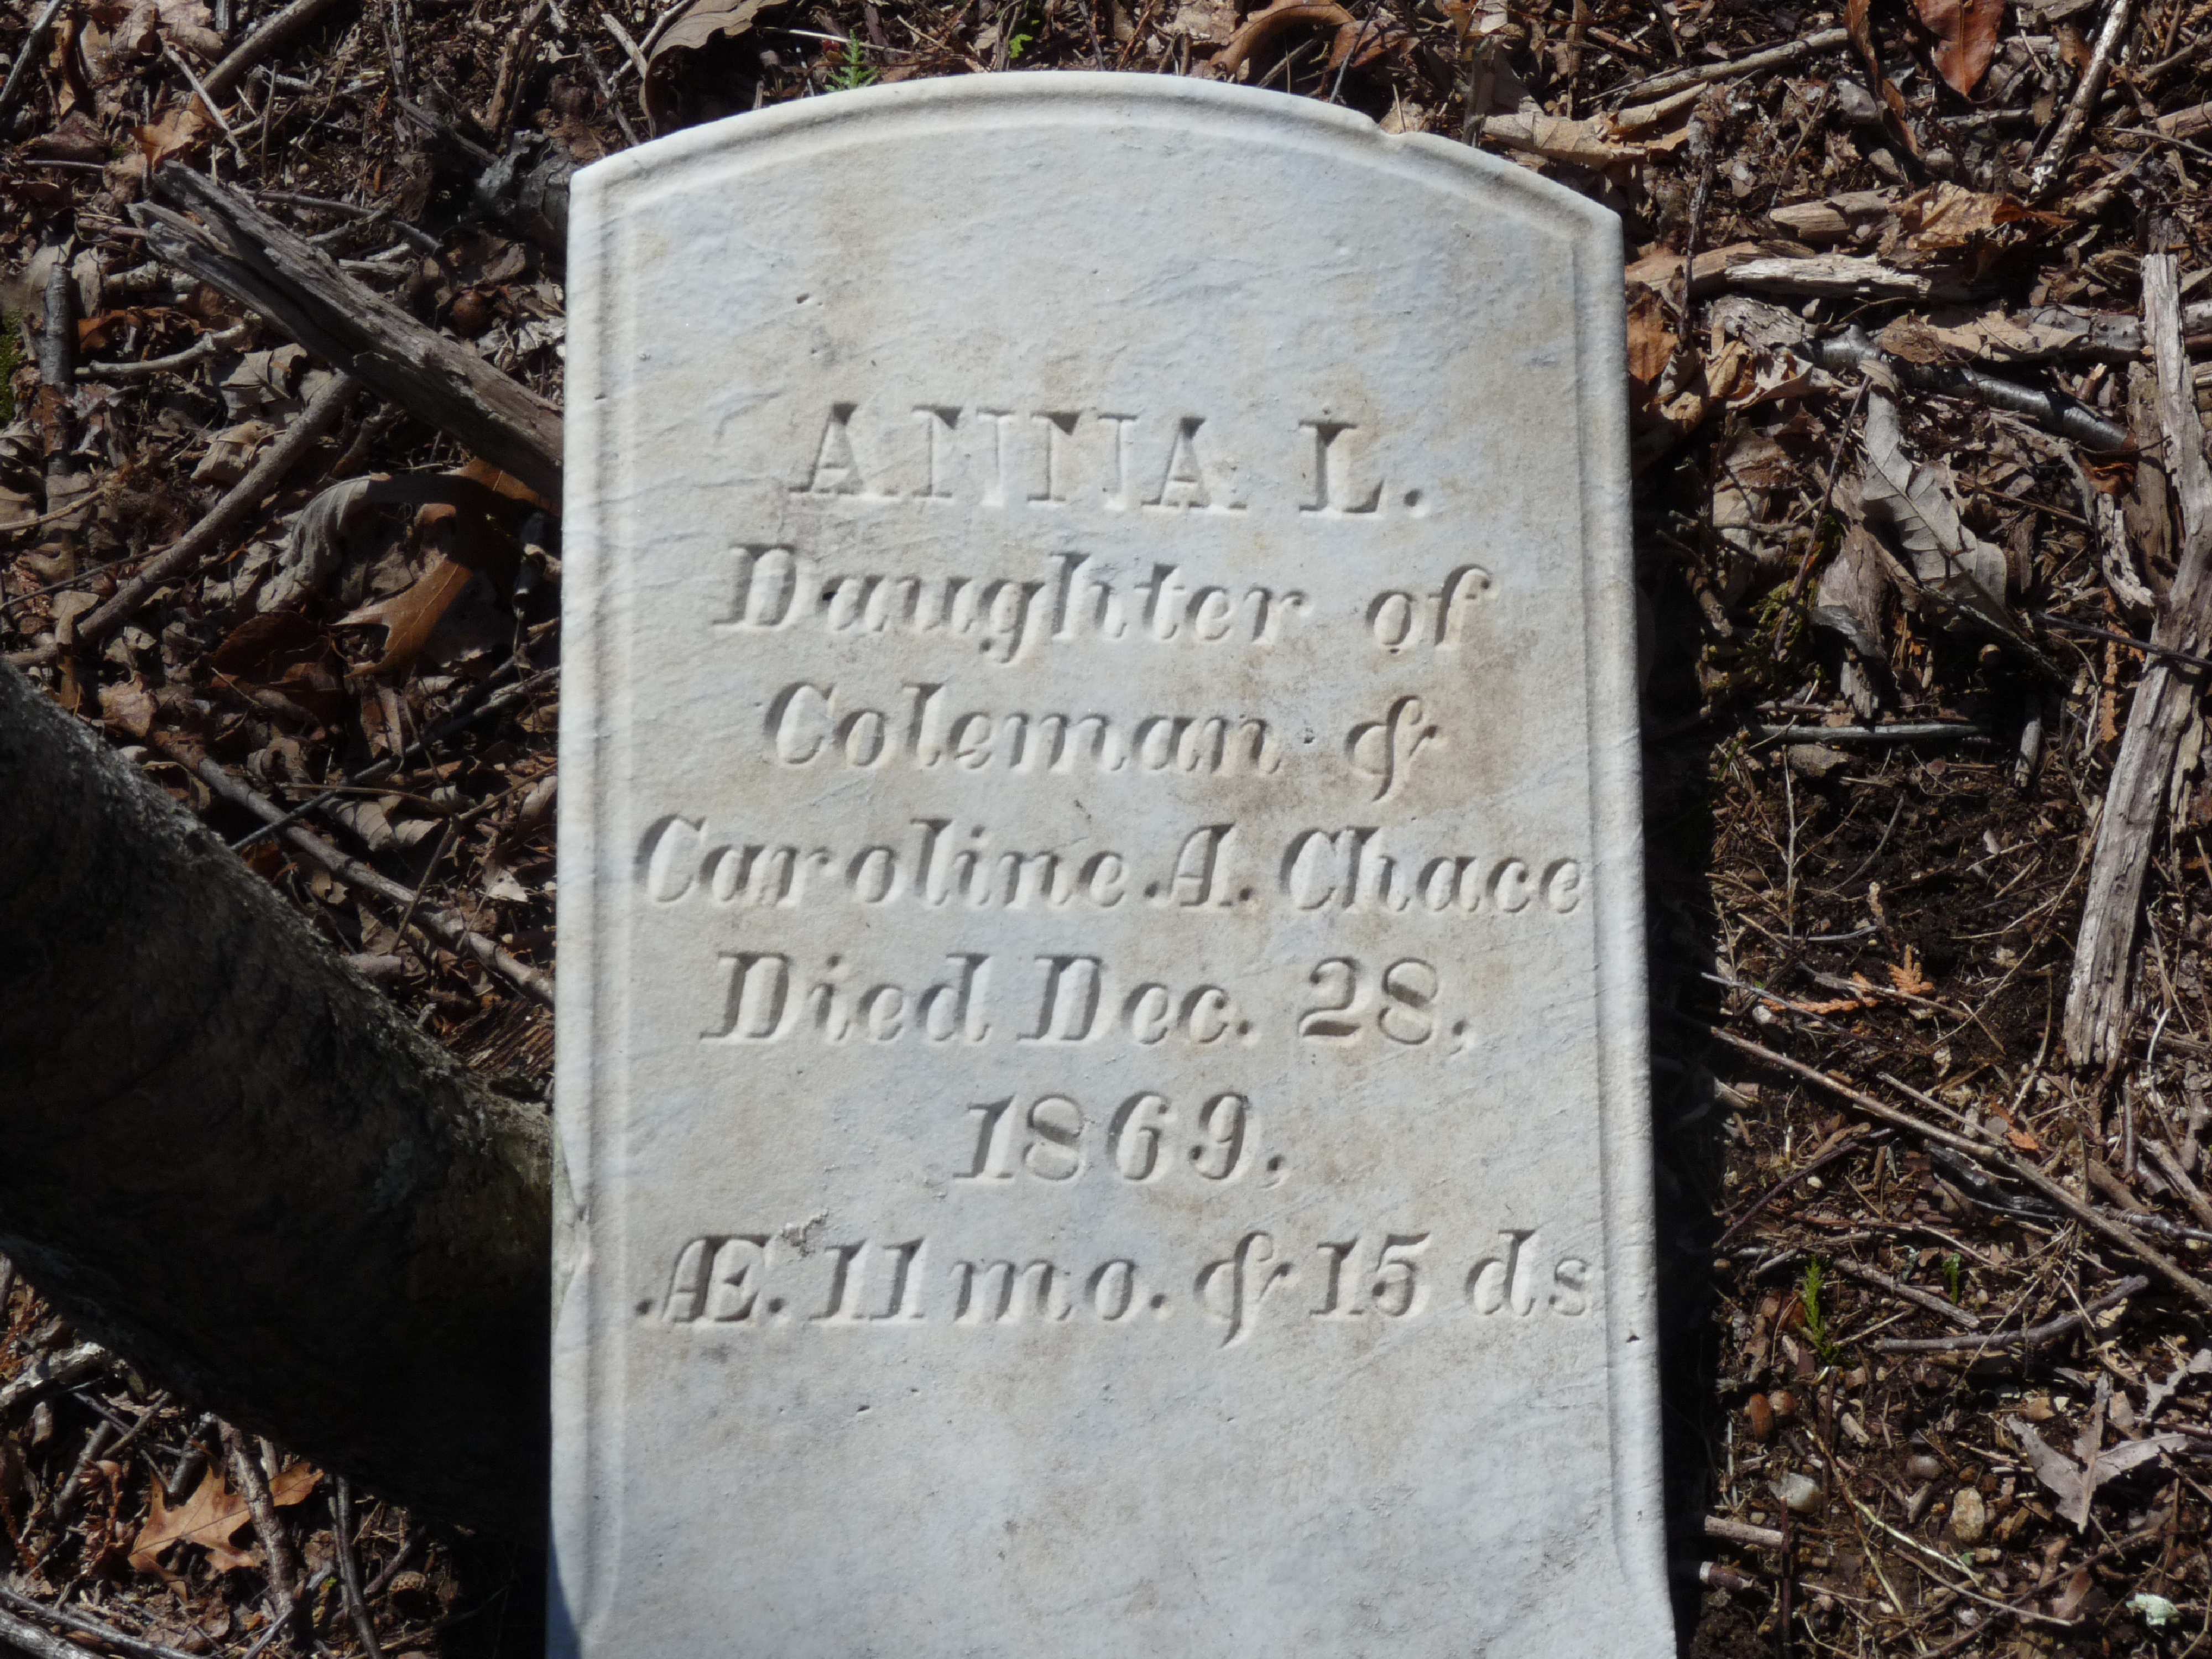 ANNA L.
Daughter of
Coleman &
Caroline A. Chace
Died Dec. 28,
1869,
Æ. 11 mo. & 15 ds